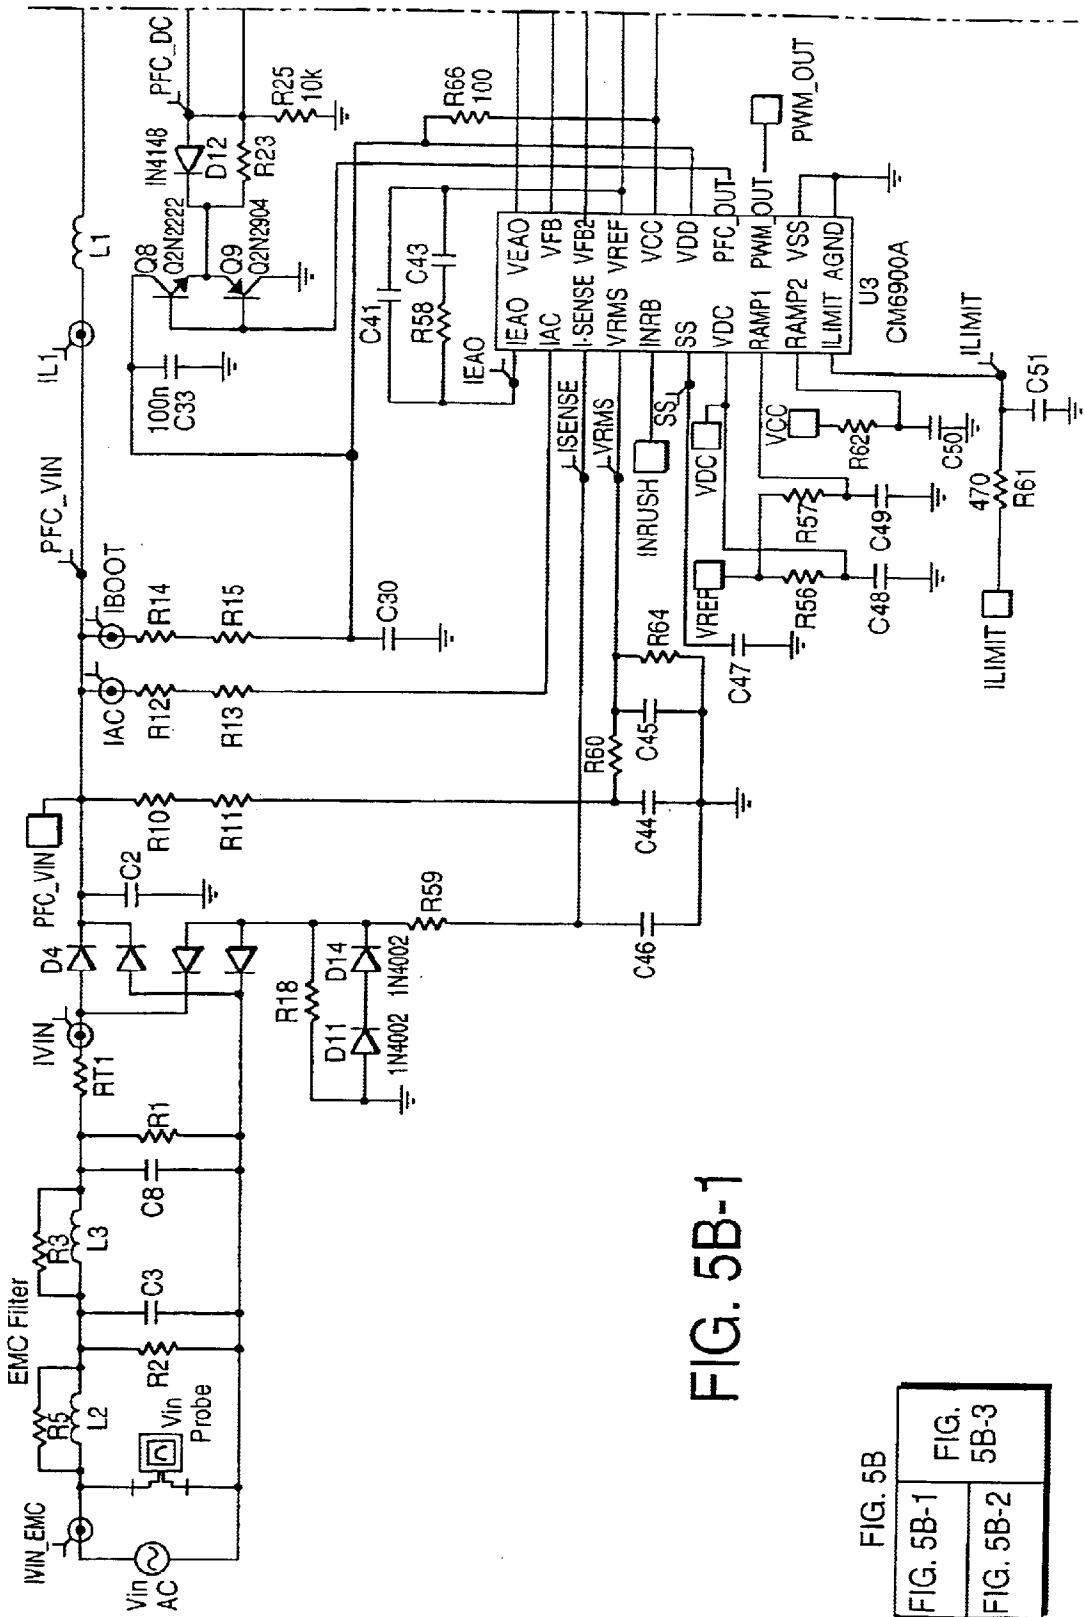 EMC Filter
IVIN_EMC
Vin
AC
R5
L2
Vin
Probe
R2
C3
R3
L3
C8
R1
RT1
IVIN
D4
PFC_VIN
C2
R10
R11
IAC
IBOOT
R12
R13
R14
R15
PFC_VIN
IL1
L1
C30
100n
C33
Q8
Q2N2222
Q9
Q2N2904
IN4148
D12
R23
PFC_DC
R25
10K
R66
100
C41
R58
C43
R18
D11
1N4002
D14
1N4002
R59
C46
C44
R60
C45
R64
C47
IEAO
ISENSE
VRMS
INRUSH
SS
VDC
VREF
VCC
IEAO VEAO
IAC VFB
I-SENSE VFB2
VRMS VREF
INRB VCC
SS VDD
VDC PFC_OUT
RAMP1 PWM_OUT
RAMP2 VSS
ILIMIT AGND
U3
CM6900A
PWM_OUT
R56
C48
R57
C49
R62
C50
ILIMIT
470
R61
ILIMIT
C51
FIG. 5B-1
FIG. 5B
FIG. 5B-1
FIG. 5B-2
FIG.
5B-3